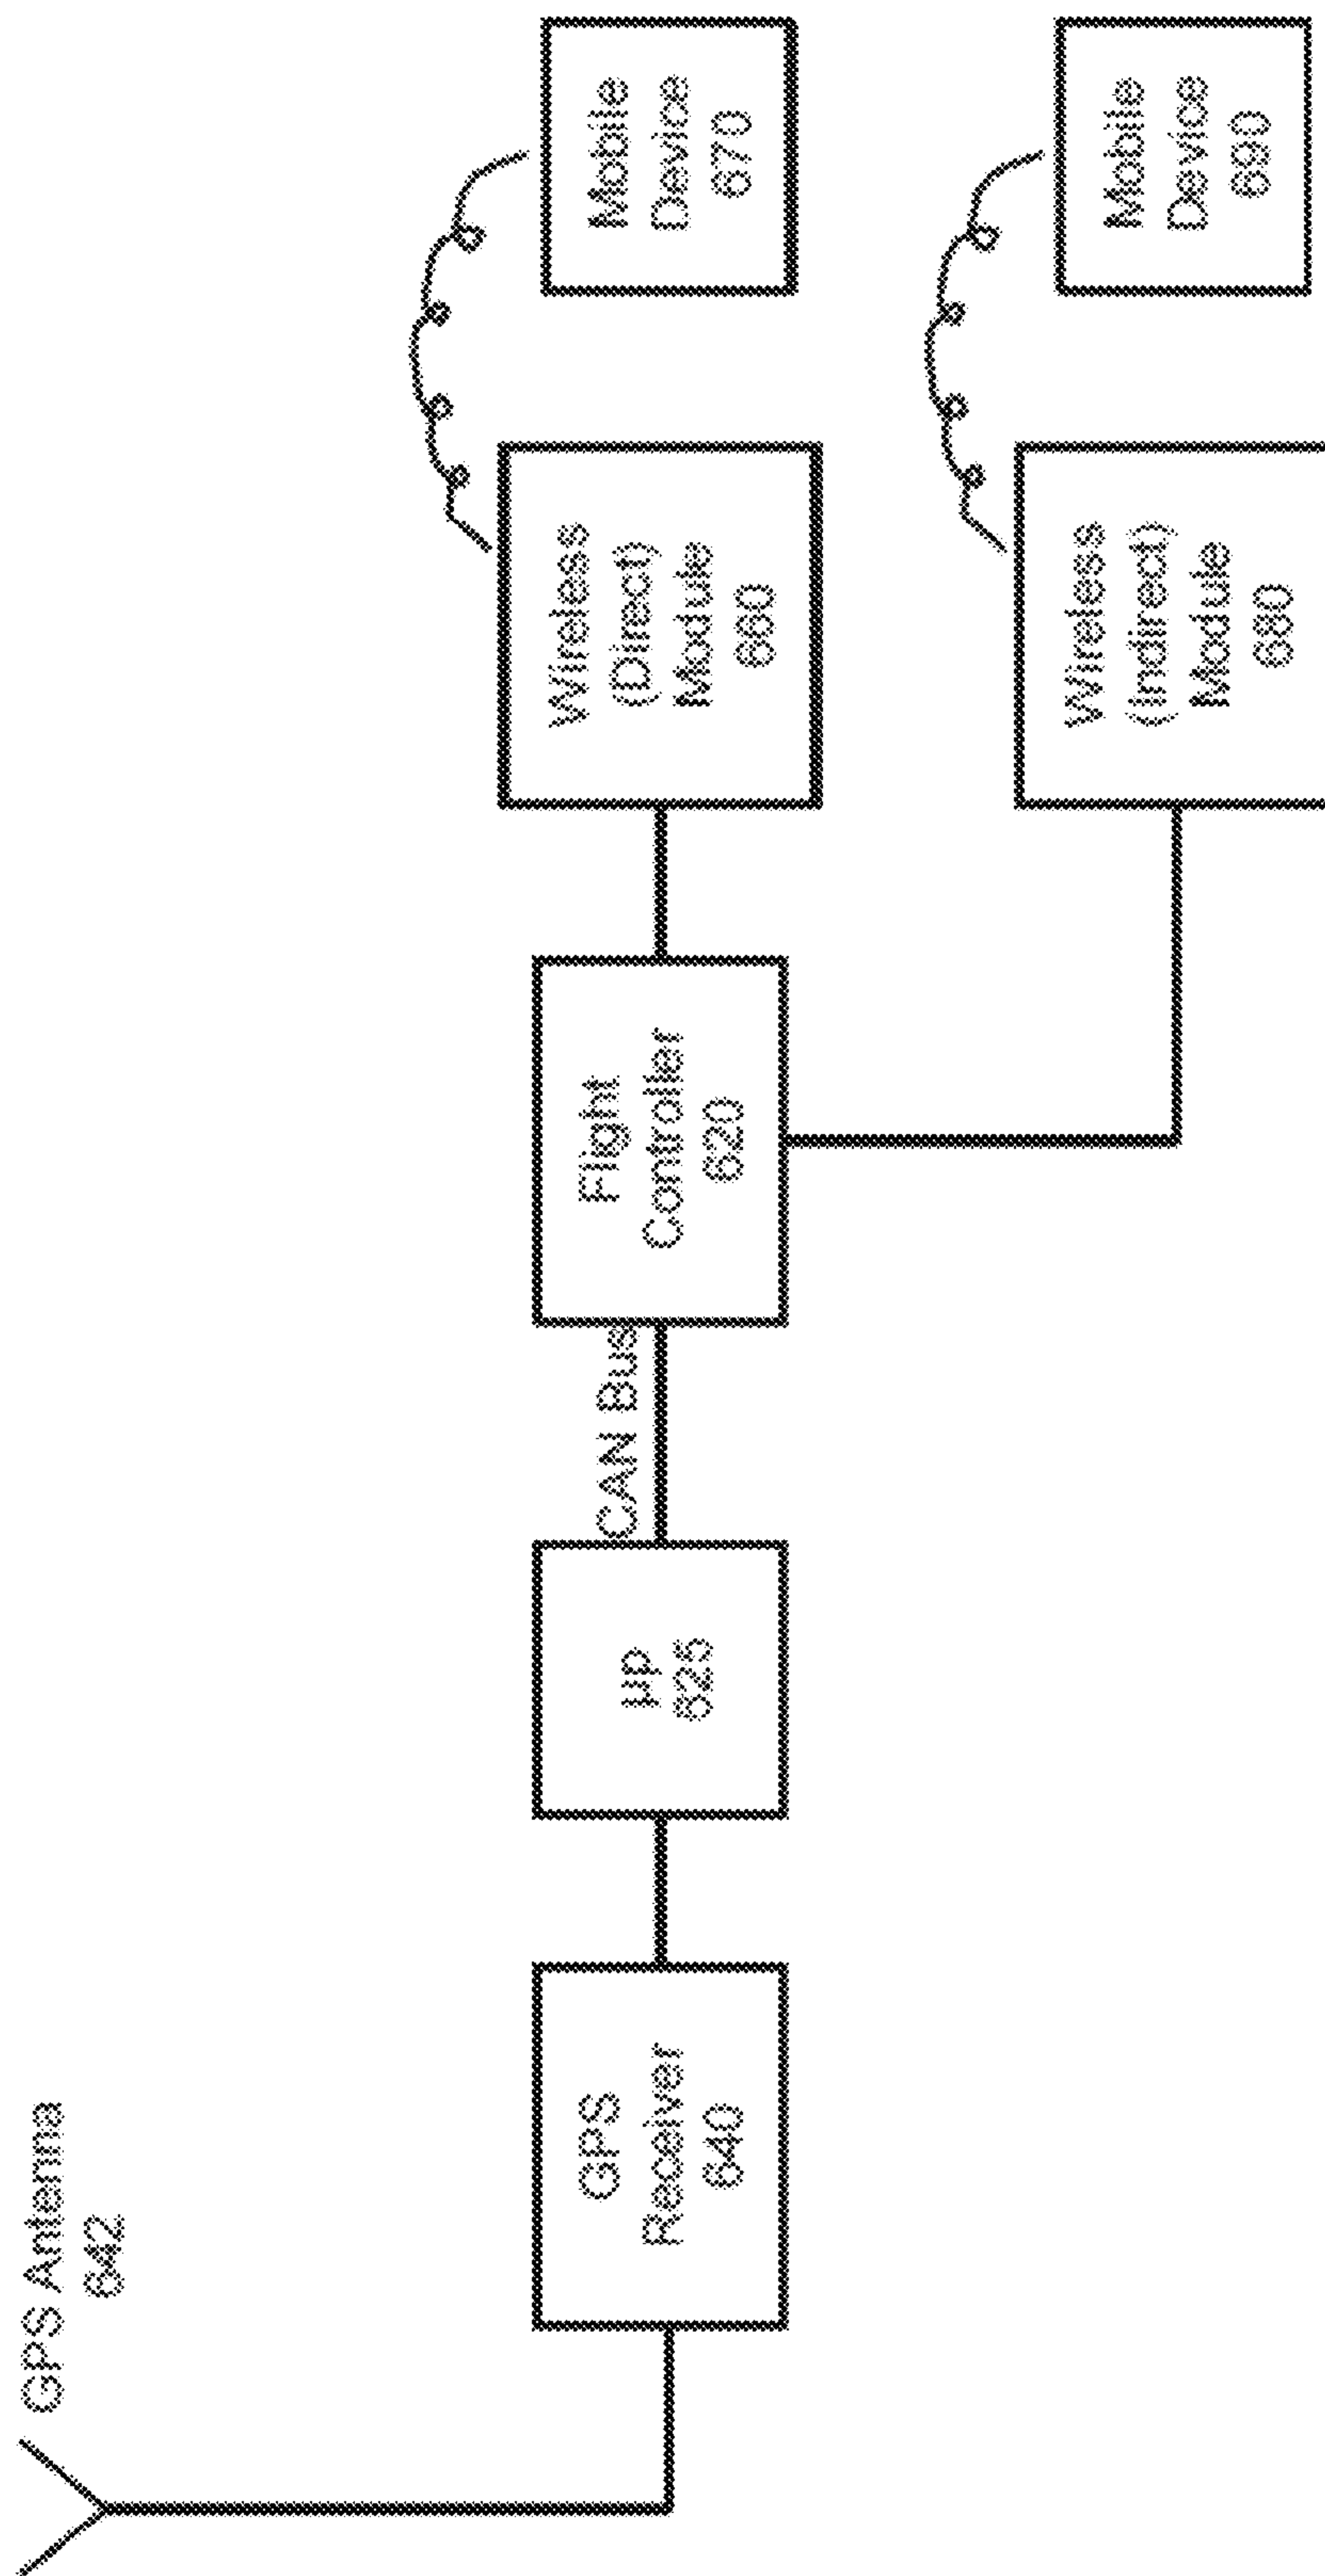 GPS Antenna
642
GPS
Receiver
640
µp
625
CAN Bus
Flight
Controller
620
Wireless
(Direct)
Module
660
Mobile
Device
670
Wireless
(Indirect)
Module
680
Mobile
Device
690